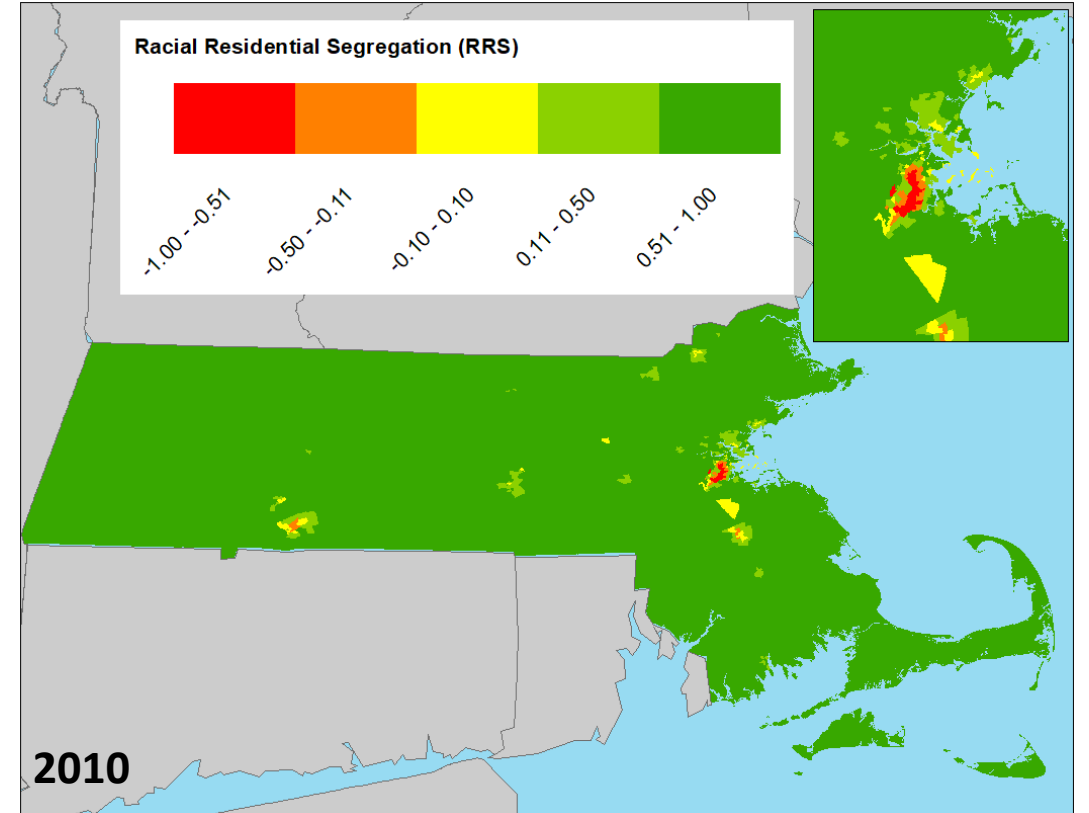 Racial Residential Segregation (RRS)
-1.00 - -0.51
-0.50 - -0.11
-0.10 - 0.10
0.11 - 0.50
0.51 - 1.00
2010